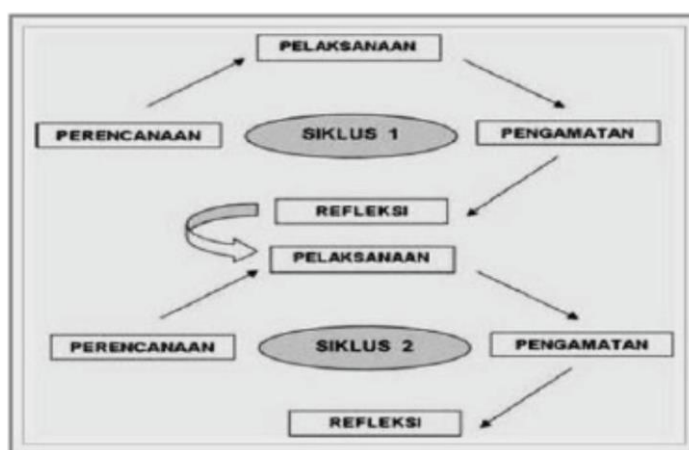 PELAKSANAAN
PERENCANAAN
SIKLUS 1
PENGAMATAN
REFLEKSI
PELAKSANAAN
PERENCANAAN
SIKLUS 2
PENGAMATAN
REFLEKSI